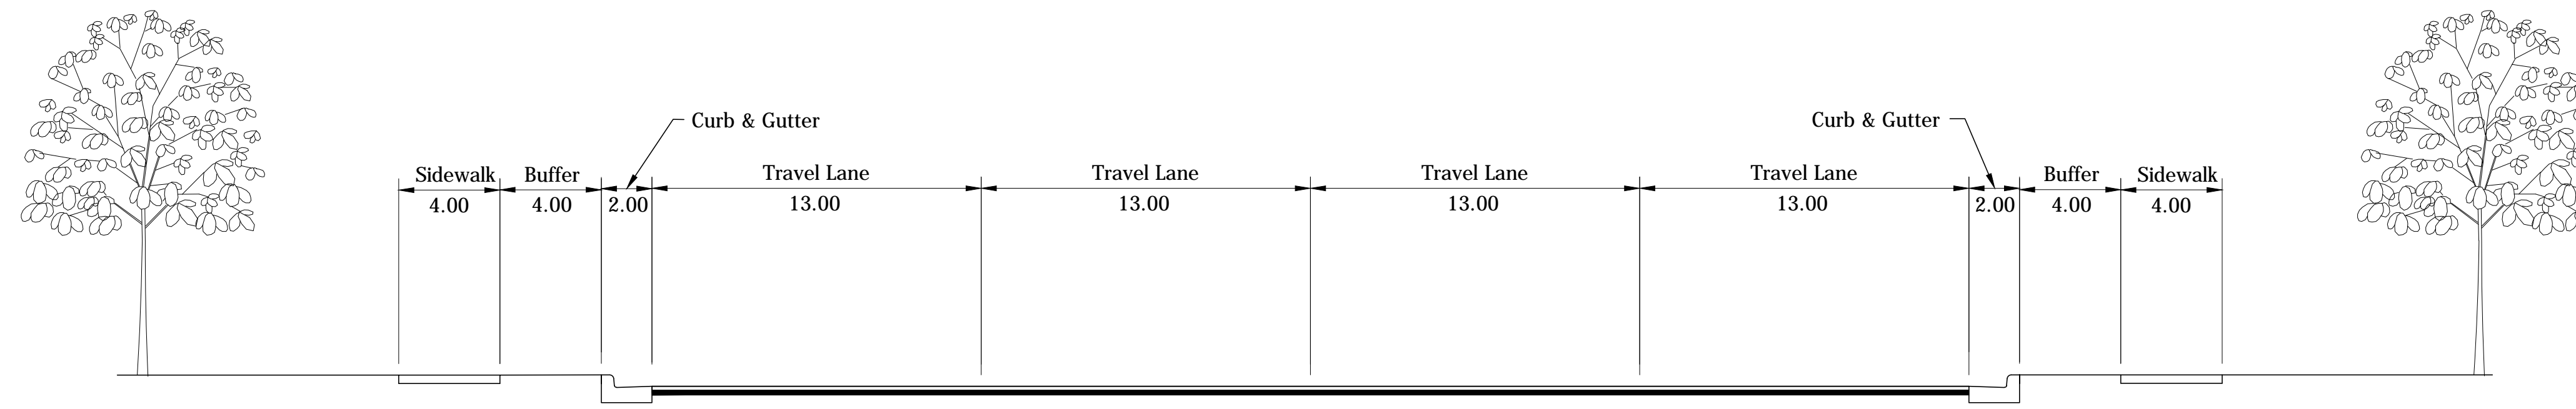 Curb & Gutter Curb & Gutter
Sidewalk Buffer Travel Lane Travel Lane Travel Lane Travel Lane Buffer Sidewalk
4.00 4.00 2.00 13.00 13.00 13.00 13.00 2.00 4.00 4.00